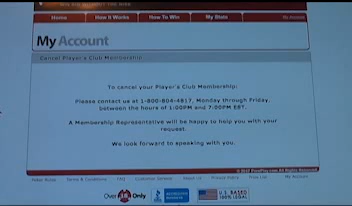 Home How It Works How To Win My State
My Account
Cancel Player's Club Membership
To cancel your Player's Club Membership:
Please contact us at 1-800-804-4817, Monday through Friday,
between the hours of 1:00PM and 7:00PM EST.
A Membership Representative will be happy to help you with your
request.
We look forward to speaking with you.
Terms & Conditions FAQ Customer Service About Us Privacy Policy My Account
Over 18 Only
U.S. BASED
100% LEGAL